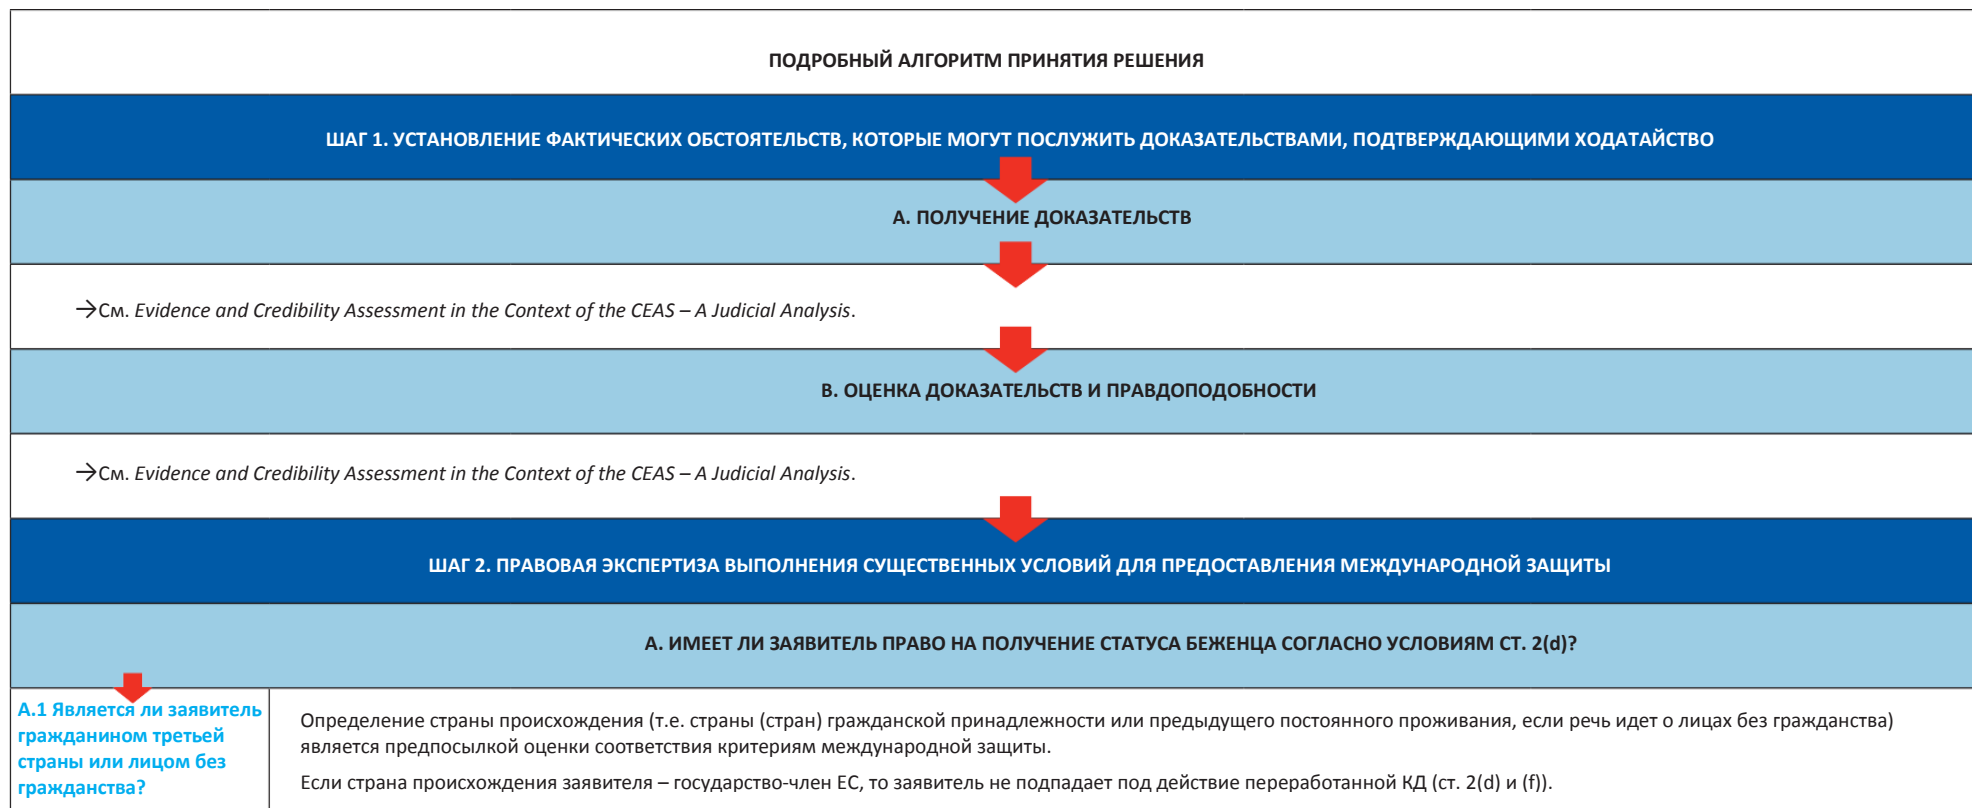 ПОДРОБНЫЙ АЛГОРИТМ ПРИНЯТИЯ РЕШЕНИЯ
ШАГ 1. УСТАНОВЛЕНИЕ ФАКТИЧЕСКИХ ОБСТОЯТЕЛЬСТВ, КОТОРЫЕ МОГУТ ПОСЛУЖИТЬ ДОКАЗАТЕЛЬСТВАМИ, ПОДТВЕРЖДАЮЩИМИ ХОДАТАЙСТВО
А. ПОЛУЧЕНИЕ ДОКАЗАТЕЛЬСТВ
→См. Evidence and Credibility Assessment in the Context of the CEAS – A Judicial Analysis.
В. ОЦЕНКА ДОКАЗАТЕЛЬСТВ И ПРАВДОПОДОБНОСТИ
→См. Evidence and Credibility Assessment in the Context of the CEAS – A Judicial Analysis.
ШАГ 2. ПРАВОВАЯ ЭКСПЕРТИЗА ВЫПОЛНЕНИЯ СУЩЕСТВЕННЫХ УСЛОВИЙ ДЛЯ ПРЕДОСТАВЛЕНИЯ МЕЖДУНАРОДНОЙ ЗАЩИТЫ
А. ИМЕЕТ ЛИ ЗАЯВИТЕЛЬ ПРАВО НА ПОЛУЧЕНИЕ СТАТУСА БЕЖЕНЦА СОГЛАСНО УСЛОВИЯМ СТ. 2(d)?
А.1 Является ли заявитель
гражданином третьей
страны или лицом без
гражданства?
Определение страны происхождения (т.е. страны (стран) гражданской принадлежности или предыдущего постоянного проживания, если речь идет о лицах без гражданства)
является предпосылкой оценки соответствия критериям международной защиты.
Если страна происхождения заявителя – государство-член ЕС, то заявитель не подпадает под действие переработанной КД (ст. 2(d) и (f)).